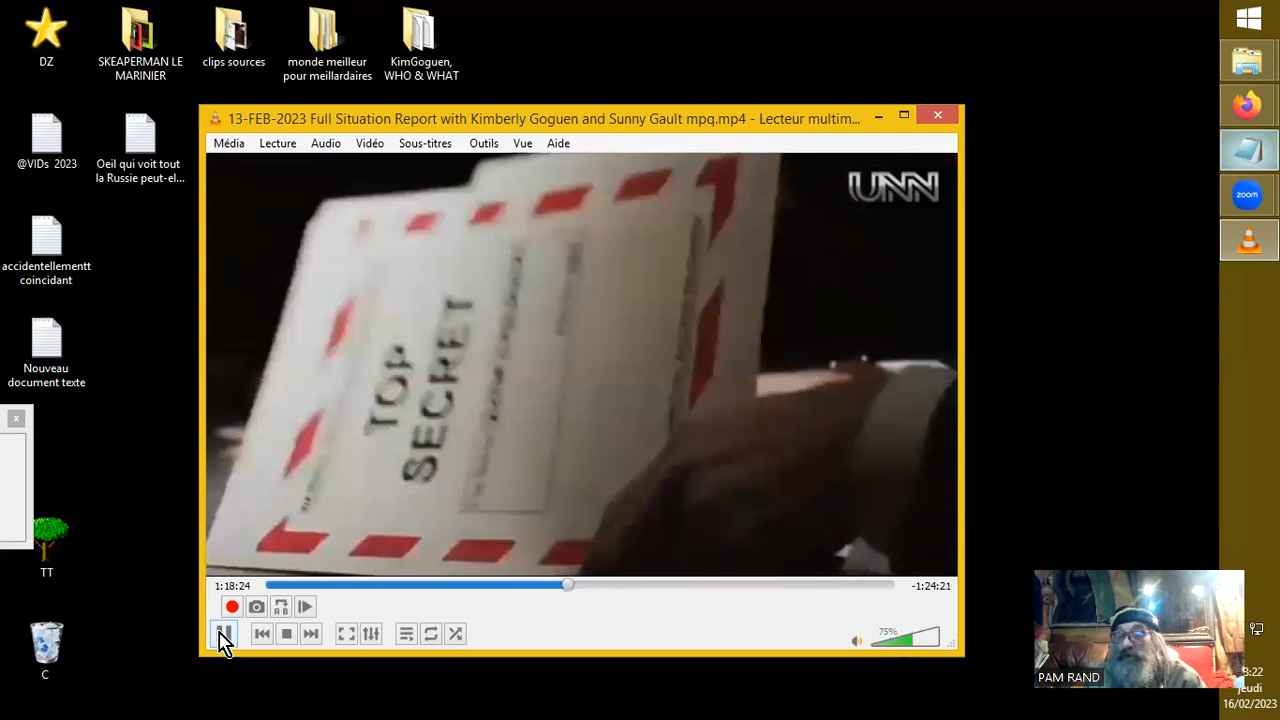 DZ
SKEAPERMAN LE
MARINIER
clips sources
monde meilleur
pour meillardaires
KimGoguen,
WHO & WHAT
@VIDs 2023
Oeil qui voit tout
la Russie peut-el...
accidentellementt
coincidant
Nouveau
document texte
TT
C
x
13-FEB-2023 Full Situation Report with Kimberly Goguen and Sunny Gault mpq.mp4 - Lecteur multim...
Média Lecture Audio Vidéo Sous-titres Outils Vue Aide
UNN
TOP
SECRET
1:18:24
-1:24:21
AB
75%
zoom
PAM RAND
jeudi
16/02/2023